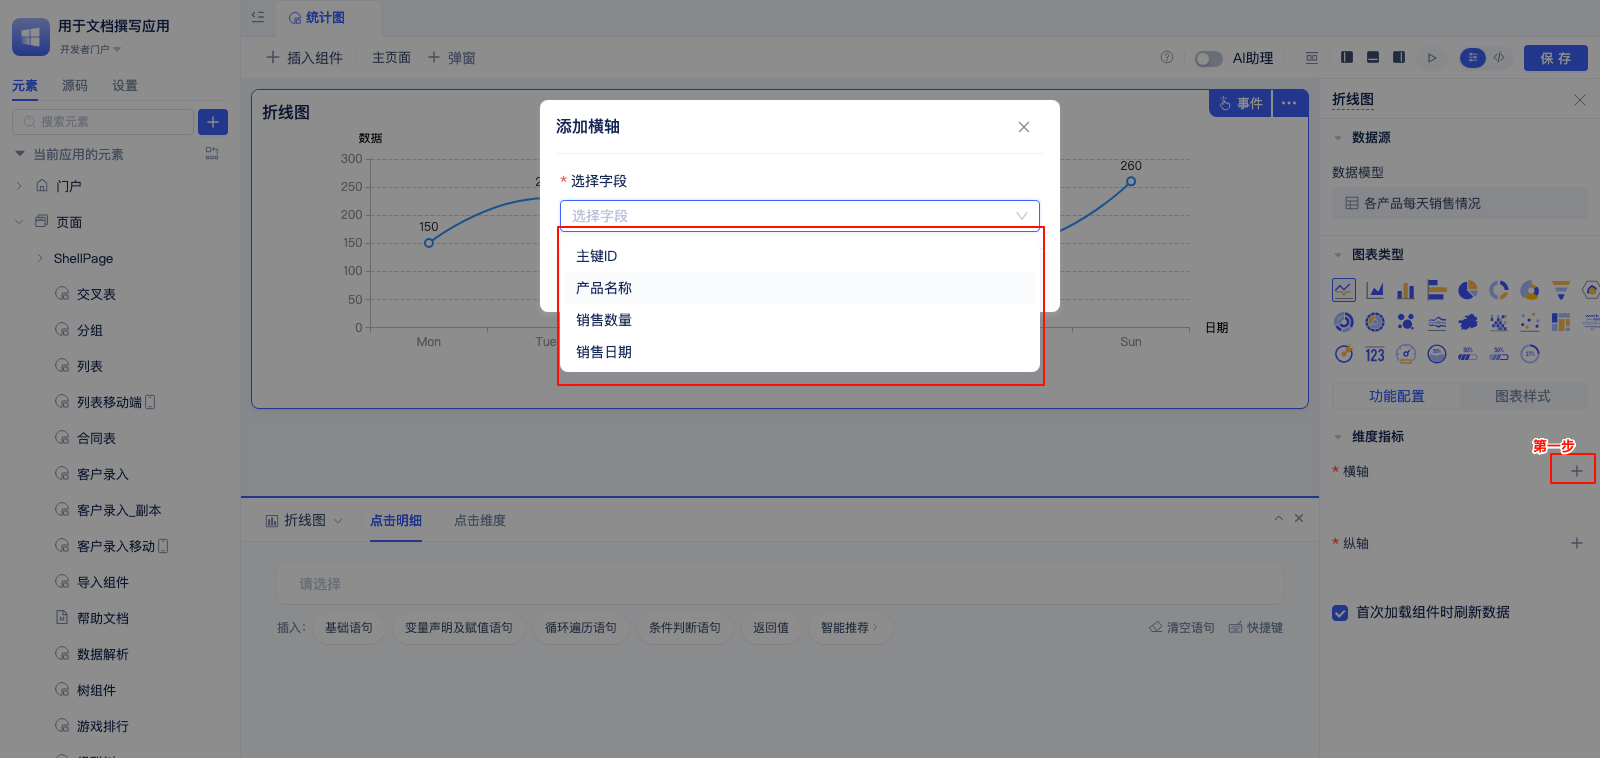 用于文档撰写应用
开发者门户
元素 源码 设置
搜索元素
当前应用的元素
门户
页面
ShellPage
交叉表
分组
列表
列表移动端
合同表
客户录入
客户录入_副本
客户录入移动
导入组件
帮助文档
数据解析
树组件
游戏排行
统计图
插入组件 主页面 弹窗
AI助理
保 存
折线图
事件
数据
300
250
200
150
100
50
0
150
260
Mon
Tue
Sun
日期
添加横轴
* 选择字段
选择字段
主键ID
产品名称
销售数量
销售日期
折线图 点击明细 点击维度
请选择
插入: 基础语句 变量声明及赋值语句 循环遍历语句 条件判断语句 返回值 智能推荐
清空语句 快捷键
折线图
数据源
数据模型
各产品每天销售情况
图表类型
123
功能配置 图表样式
维度指标
第一步
* 横轴
* 纵轴
首次加载组件时刷新数据